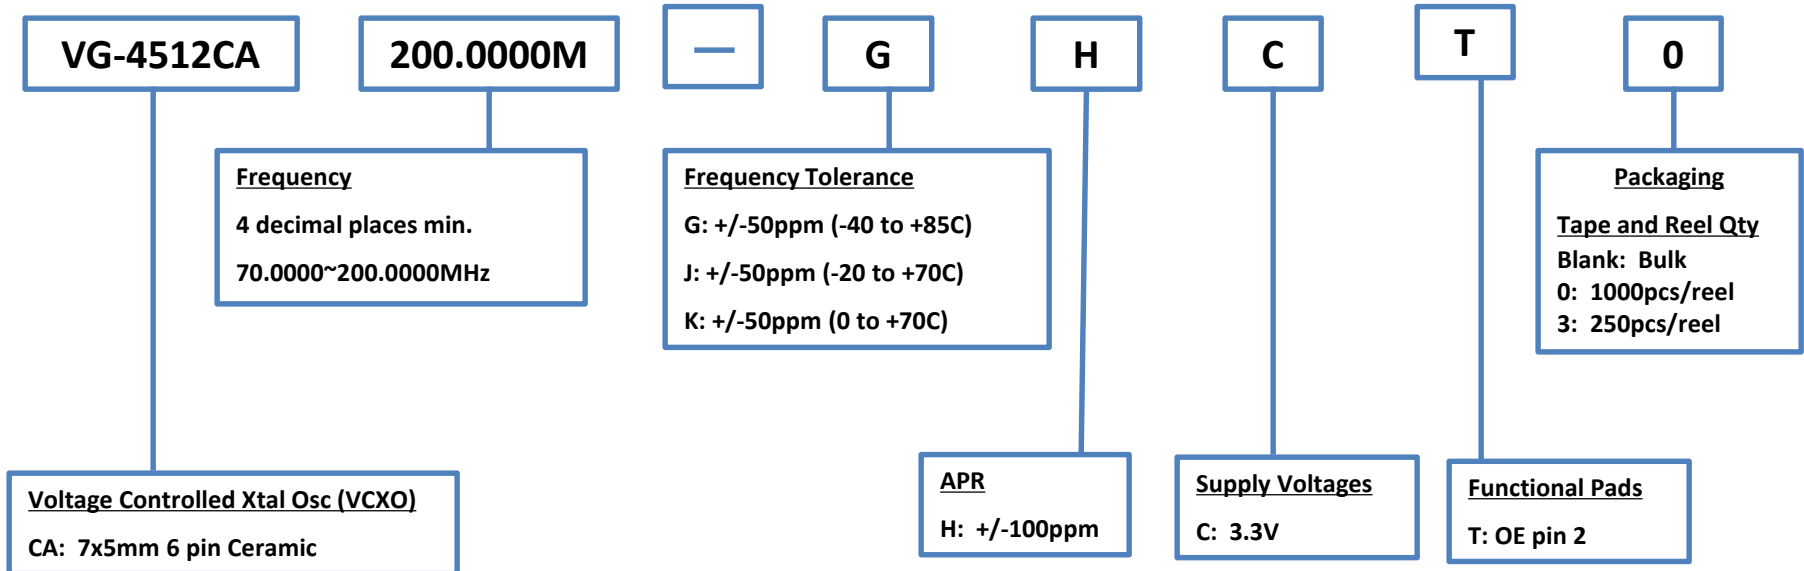 VG-4512CA
200.0000M
—
G
H
C
T
0
Frequency
4 decimal places min.
70.0000~200.0000MHz
Frequency Tolerance
G: +/-50ppm (-40 to +85C)
J: +/-50ppm (-20 to +70C)
K: +/-50ppm (0 to +70C)
Packaging
Tape and Reel Qty
Blank: Bulk
0: 1000pcs/reel
3: 250pcs/reel
Voltage Controlled Xtal Osc (VCXO)
CA: 7x5mm 6 pin Ceramic
APR
H: +/-100ppm
Supply Voltages
C: 3.3V
Functional Pads
T: OE pin 2